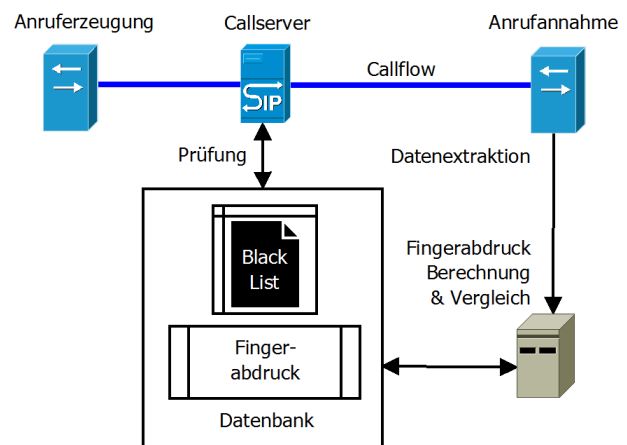 Anruferzeugung
Callserver
Anrufannahme
Callflow
SIP
Prüfung
Datenextraktion
Black
List
Fingerabdruck
Berechnung
& Vergleich
Finger-
abdruck
Datenbank